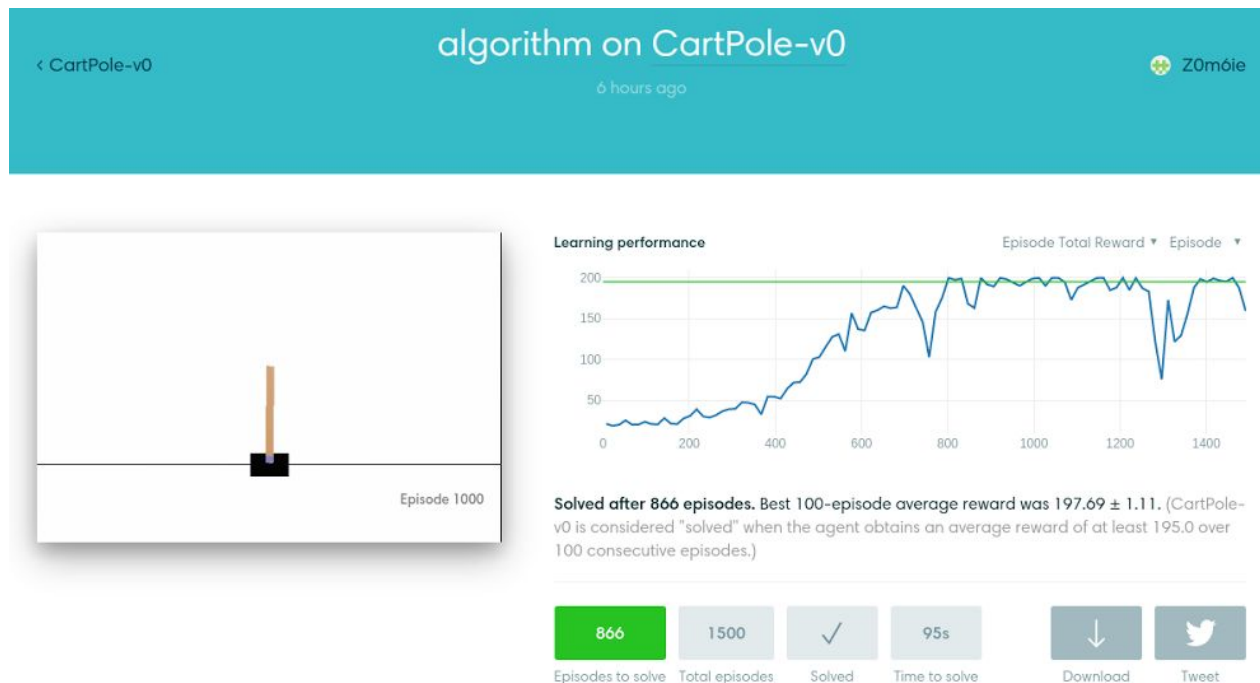 ‹ CartPole-v0
algorithm on CartPole-v0
6 hours ago
Z0móie
Episode 1000
Learning performance
Episode Total Reward ▾ Episode ▾
200
150
100
50
0 200 400 600 800 1000 1200 1400
Solved after 866 episodes. Best 100-episode average reward was 197.69 ± 1.11. (CartPole-
v0 is considered "solved" when the agent obtains an average reward of at least 195.0 over
100 consecutive episodes.)
866 1500 ✓ 95s
Episodes to solve Total episodes Solved Time to solve Download Tweet